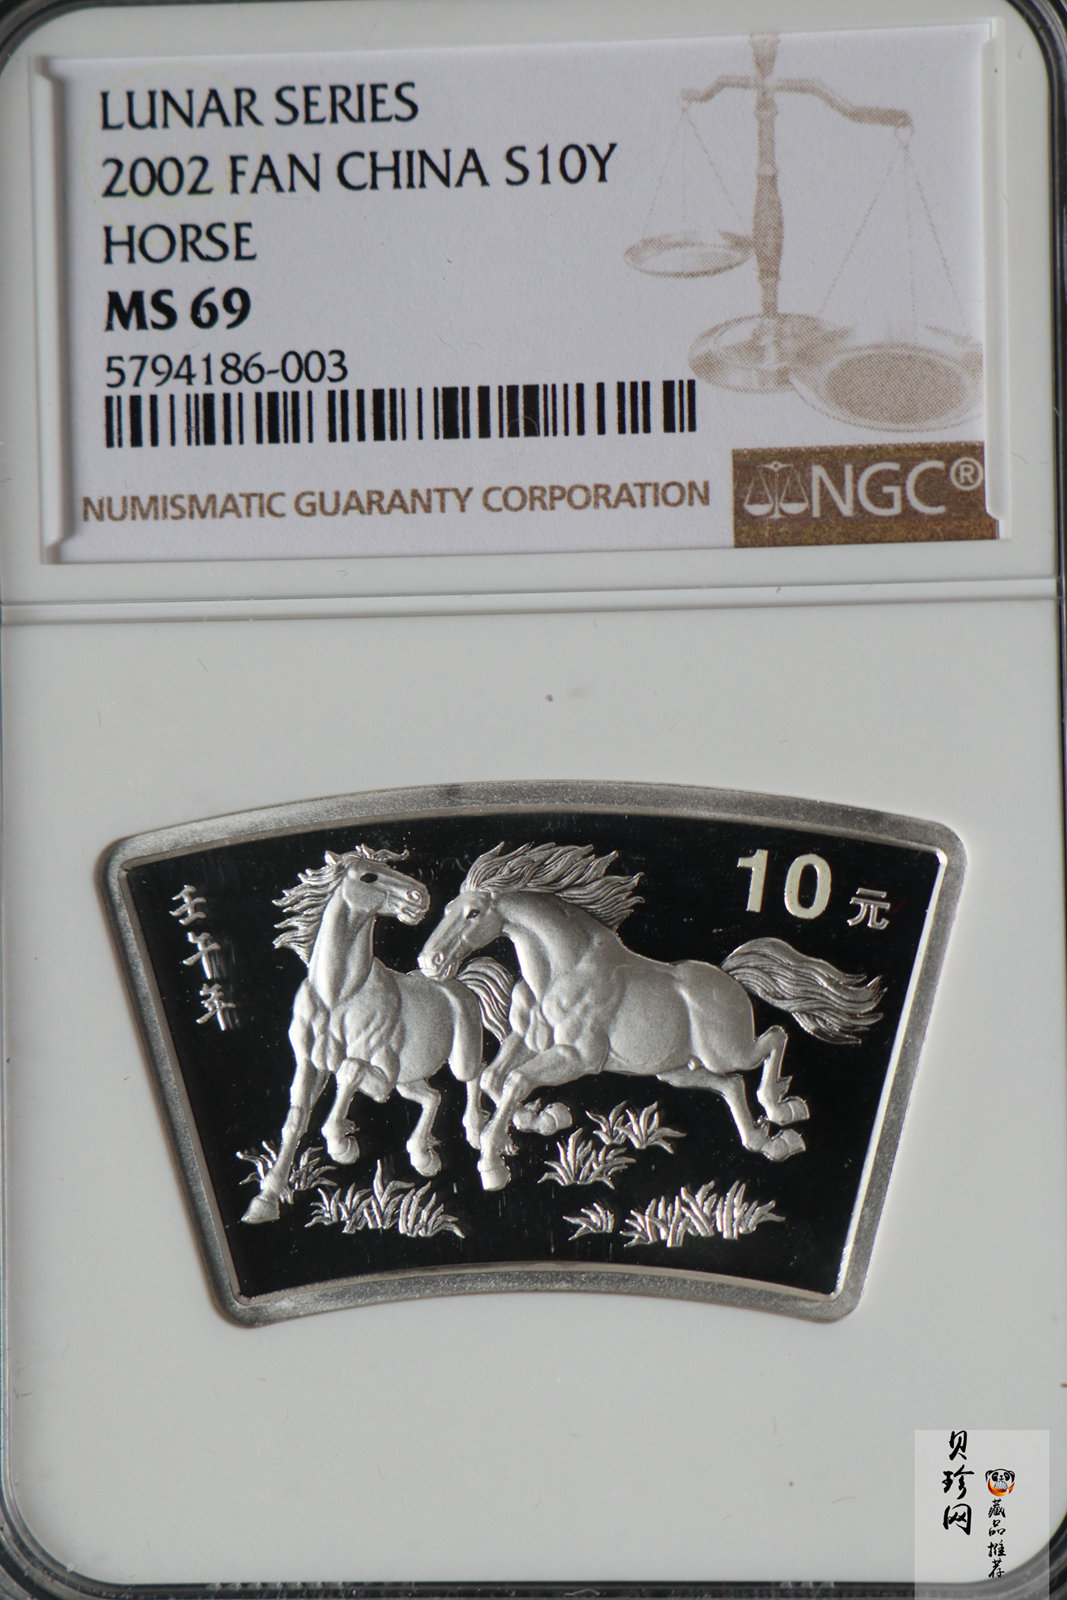 LUNAR SERIES
2002 FAN CHINA S10Y
HORSE
MS 69
5794186-003
NUMISMATIC GUARANTY CORPORATION
NGC®
10元
壬午年
贝珍网
藏品推荐